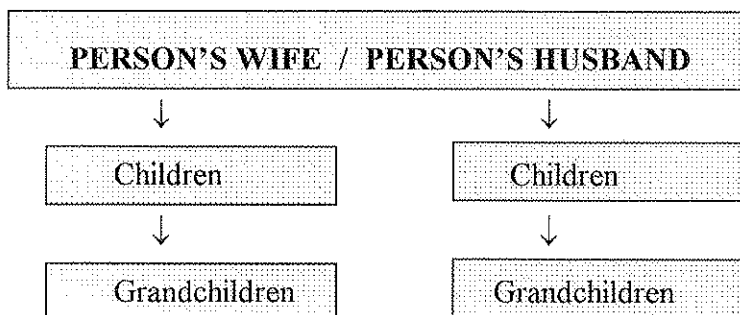 PERSON'S WIFE / PERSON'S HUSBAND
↓ ↓
Children Children
↓ ↓
Grandchildren Grandchildren